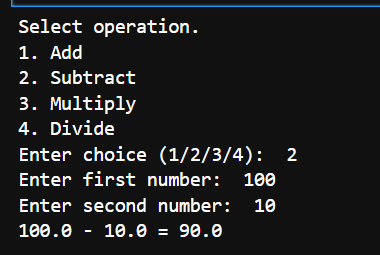 Select operation.
1. Add
2. Subtract
3. Multiply
4. Divide
Enter choice (1/2/3/4):  2
Enter first number:  100
Enter second number:  10
100.0 - 10.0 = 90.0